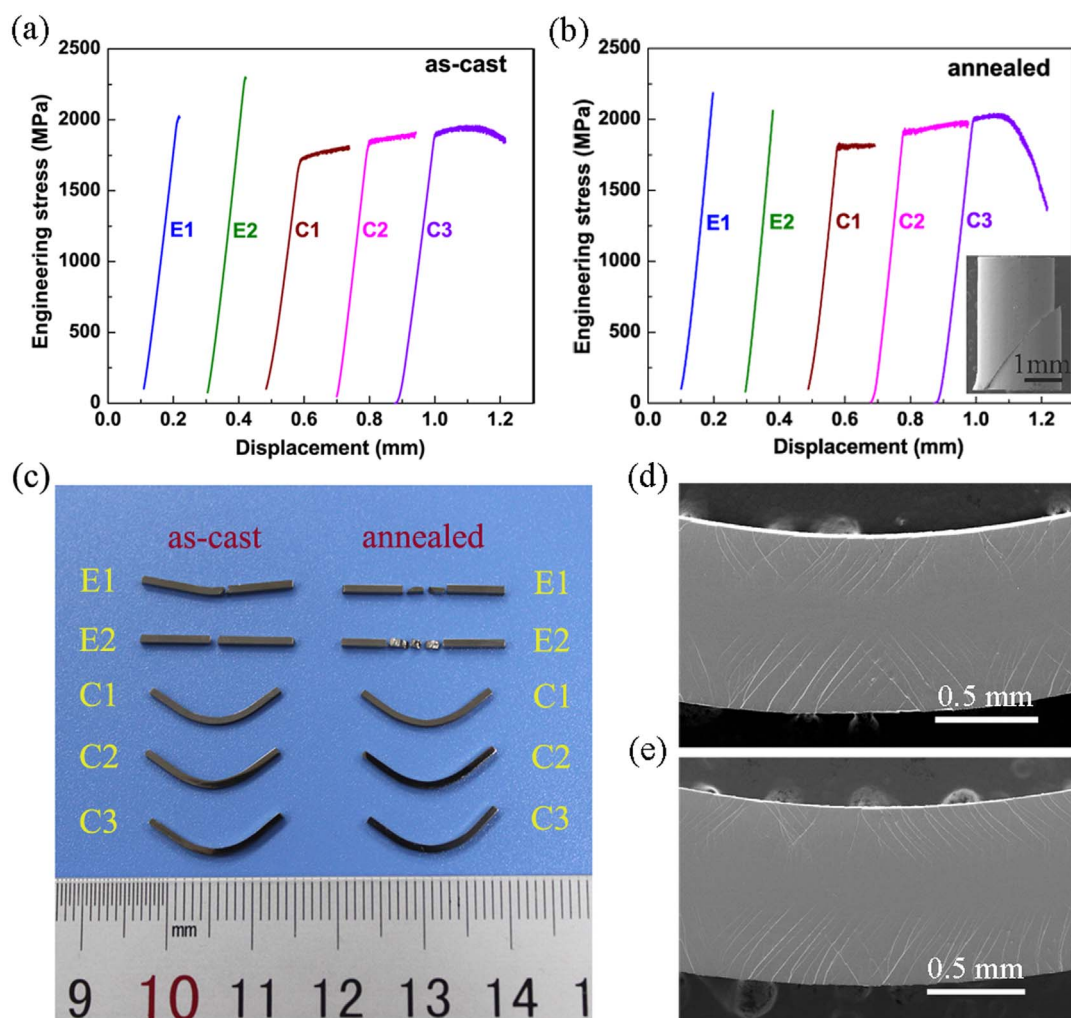 (a)
2500
2000
1500
1000
500
0
0.0 0.2 0.4 0.6 0.8 1.0 1.2
Engineering stress (MPa)
Displacement (mm)
as-cast
E1 E2 C1 C2 C3
(b)
2500
2000
1500
1000
500
0
0.0 0.2 0.4 0.6 0.8 1.0 1.2
Engineering stress (MPa)
Displacement (mm)
annealed
E1 E2 C1 C2 C3
1mm
(c)
as-cast annealed
E1 E1
E2 E2
C1 C1
C2 C2
C3 C3
mm
9 10 11 12 13 14 1
(d)
0.5 mm
(e)
0.5 mm